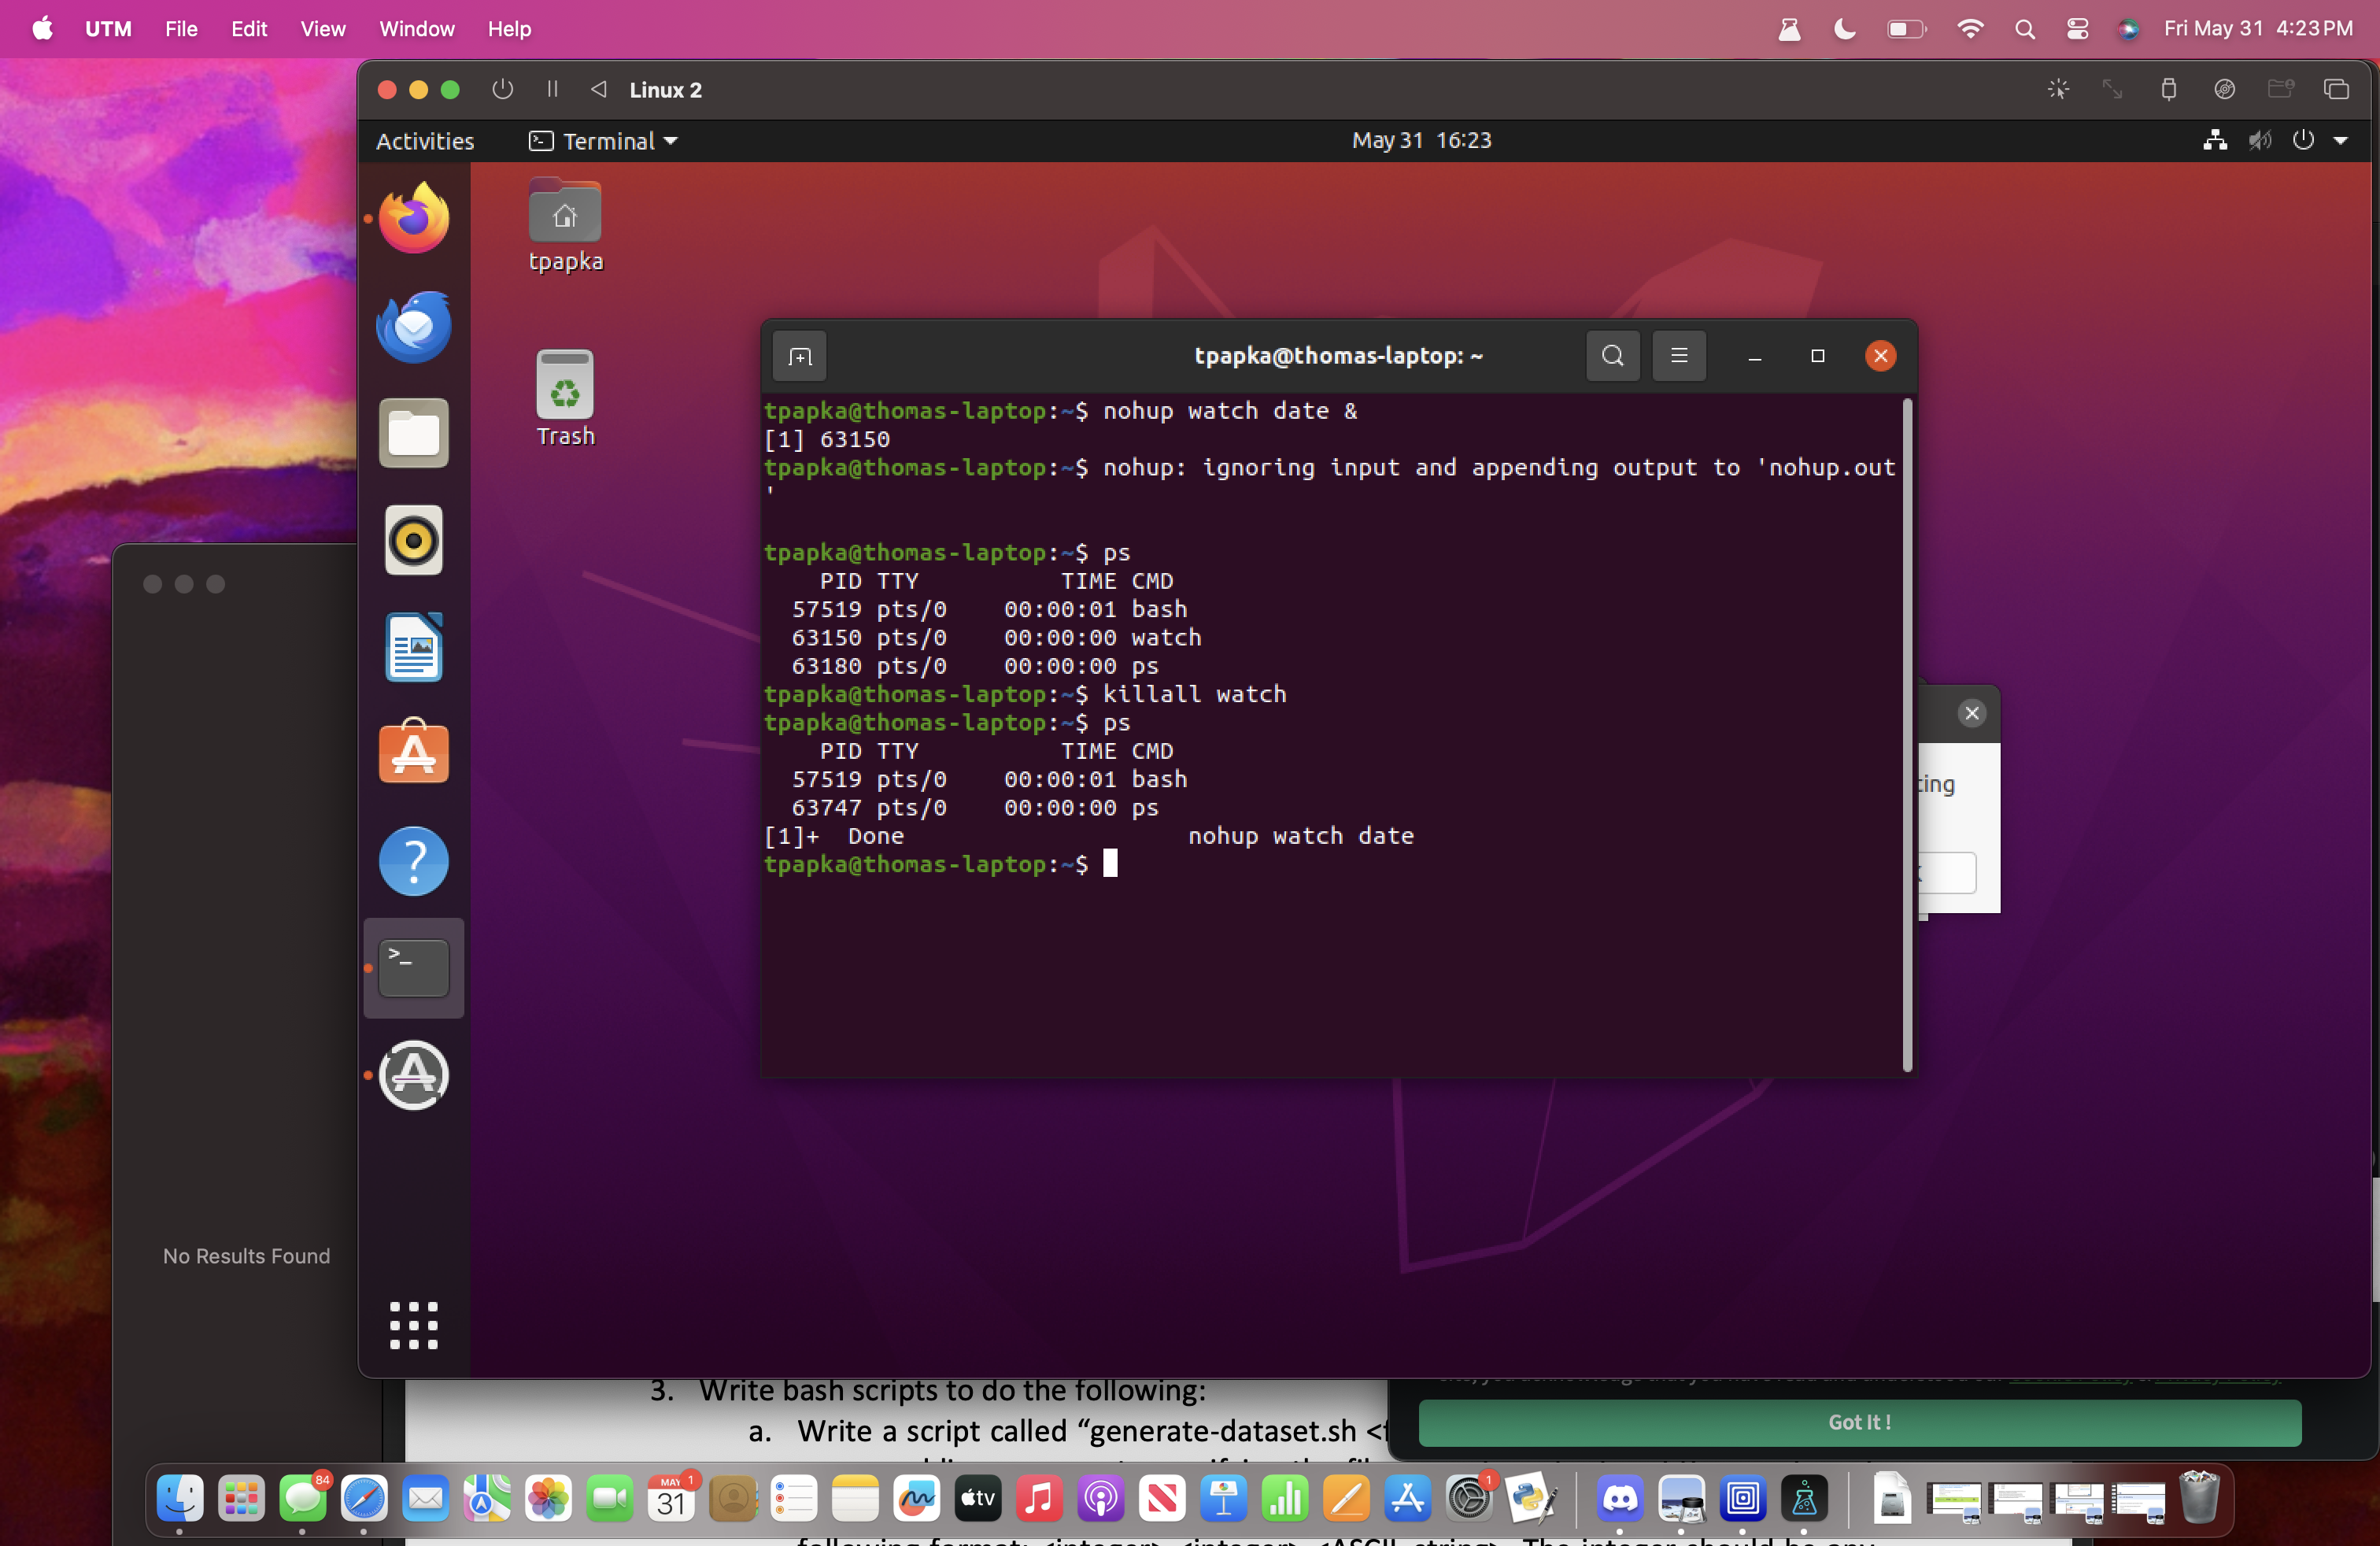 UTM File Edit View Window Help
Fri May 31 4:23 PM
Linux 2
Activities Terminal
May 31 16:23
tpapka
Trash
tpapka@thomas-laptop: ~
tpapka@thomas-laptop:~$ nohup watch date &
[1] 63150
tpapka@thomas-laptop:~$ nohup: ignoring input and appending output to 'nohup.out
'
tpapka@thomas-laptop:~$ ps
PID TTY TIME CMD
57519 pts/0 00:00:01 bash
63150 pts/0 00:00:00 watch
63180 pts/0 00:00:00 ps
tpapka@thomas-laptop:~$ killall watch
tpapka@thomas-laptop:~$ ps
PID TTY TIME CMD
57519 pts/0 00:00:01 bash
63747 pts/0 00:00:00 ps
[1]+ Done nohup watch date
tpapka@thomas-laptop:~$
No Results Found
3. Write bash scripts to do the following:
a. Write a script called “generate-dataset.sh <
Got It !
84
MAY
31
1
tv
1
following format: <integer>, <integer>, <ASCII_string>. The integer should be any